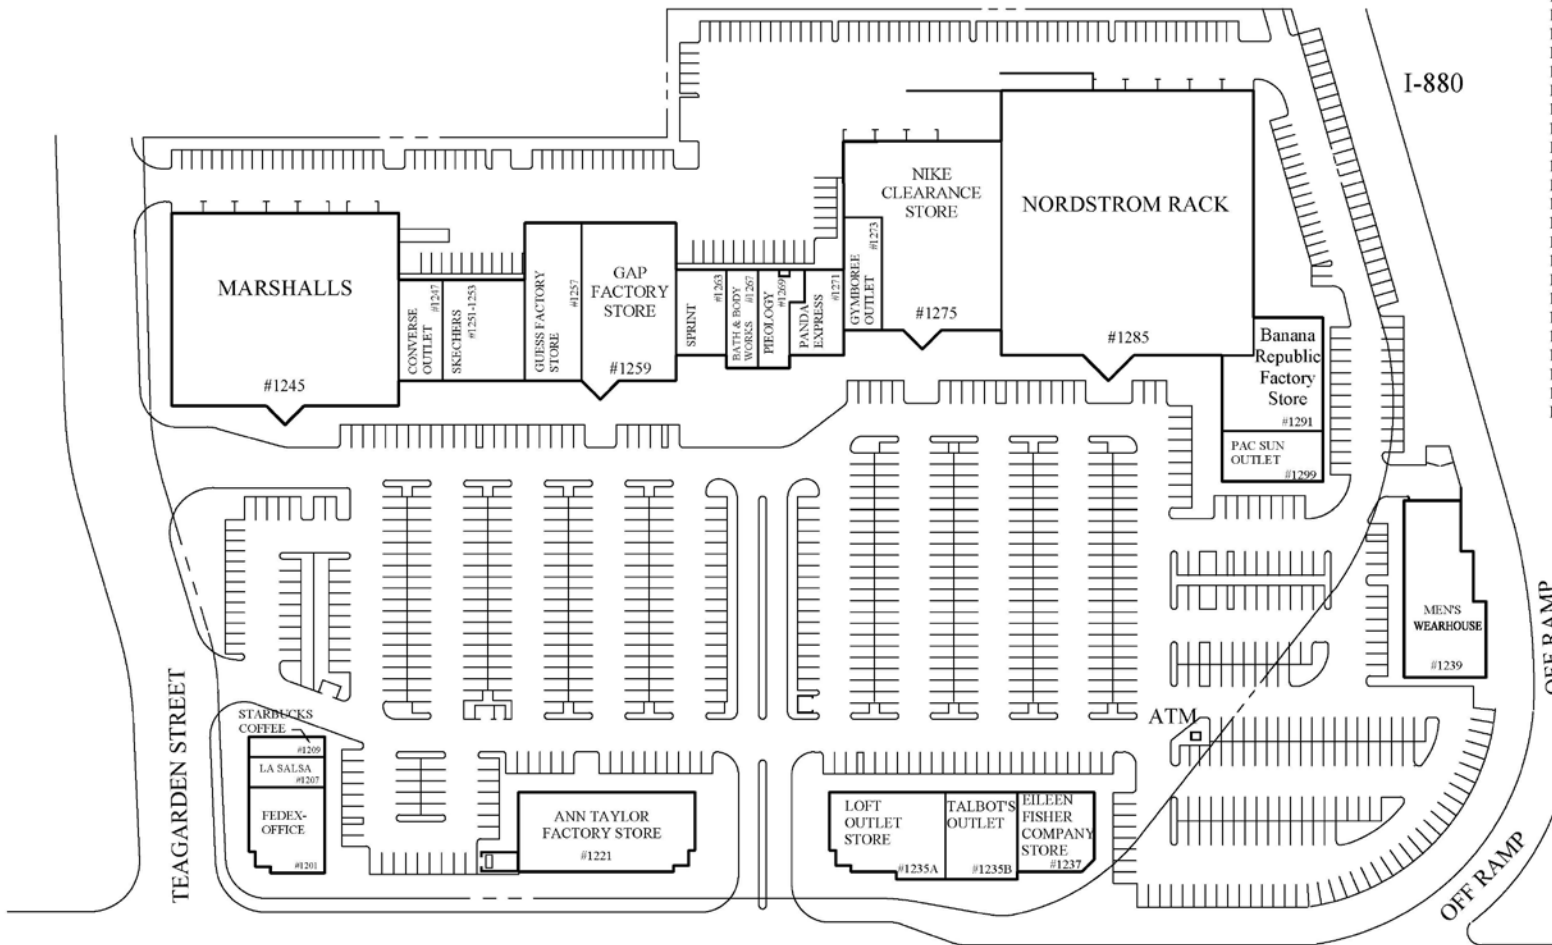 I-880
MARSHALLS
#1245
CONVERSE
OUTLET
#1247
SKECHERS
#1251-1253
GUESS FACTORY
STORE
#1257
GAP
FACTORY
STORE
#1259
SPRINT
#1263
BATH & BODY
WORKS
#1267
PIEOLOGY
#1269
PANDA
EXPRESS
#1271
GYMBOREE
OUTLET
#1273
NIKE
CLEARANCE
STORE
#1275
NORDSTROM RACK
#1285
Banana
Republic
Factory
Store
#1291
PAC SUN
OUTLET
#1299
MEN'S
WEARHOUSE
#1239
OFF RAMP
OFF RAMP
ATM
TEAGARDEN STREET
STARBUCKS
COFFEE
#1209
LA SALSA
#1207
FEDEX-
OFFICE
#1201
ANN TAYLOR
FACTORY STORE
#1221
LOFT
OUTLET
STORE
#1235A
TALBOT'S
OUTLET
#1235B
EILEEN
FISHER
COMPANY
STORE
#1237